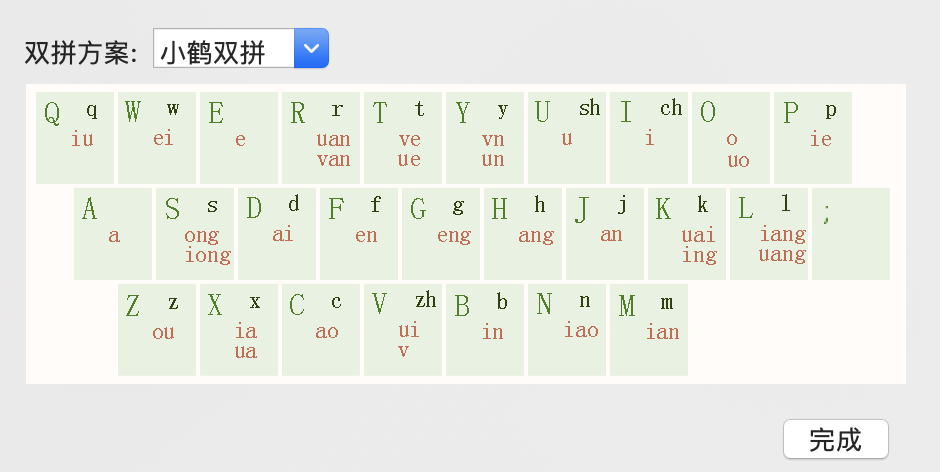 双拼方案: 小鹤双拼
Q q W w E R r T t Y y U sh I ch O P p
iu ei e uan ve vn u i o ie
van ue un uo
A S s D d F f G g H h J j K k L l ;
a ong ai en eng ang an uai iang
iong ing uang
Z z X x C c V zh B b N n M m
ou ia ao ui in iao ian
ua v
完成